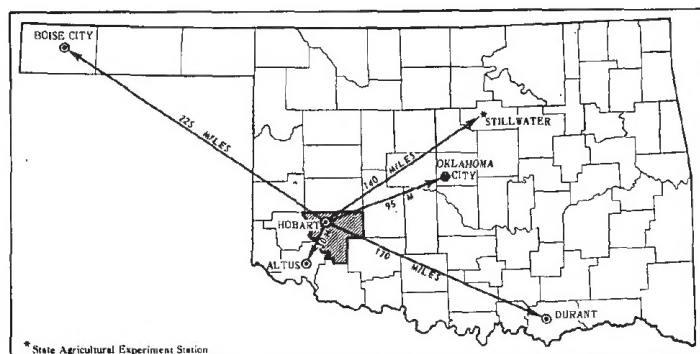 BOISE CITY
225 MILES
140 MILES
*STILLWATER
OKLAHOMA
CITY
95 M
HOBART
ALTUS
170 MILES
DURANT
* State Agricultural Experiment Station